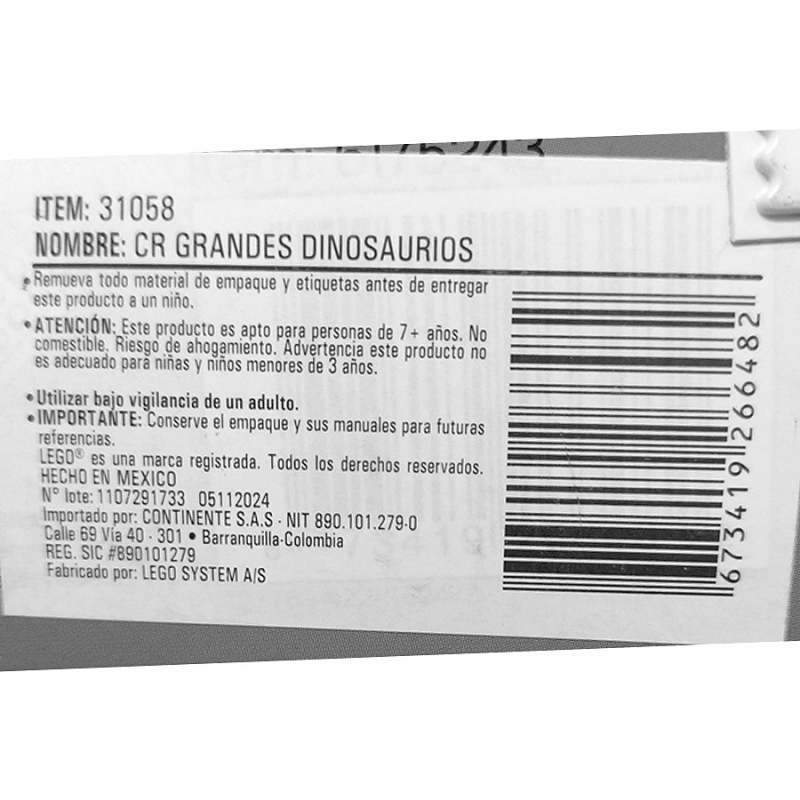 ITEM: 31058
NOMBRE: CR GRANDES DINOSAURIOS
Remueva todo material de empaque y etiquetas antes de entregar
este producto a un niño.
• ATENCIÓN: Este producto es apto para personas de 7+ años. No
comestible. Riesgo de ahogamiento. Advertencia este producto no
es adecuado para niñas y niños menores de 3 años.
• Utilizar bajo vigilancia de un adulto.
• IMPORTANTE: Conserve el empaque y sus manuales para futuras
referencias.
LEGO® es una marca registrada. Todos los derechos reservados.
HECHO EN MEXICO
N° lote: 1107291733 05112024
Importado por: CONTINENTE S.A.S - NIT 890.101.279-0
Calle 69 Vía 40 - 301 • Barranquilla-Colombia
REG. SIC #890101279
Fabricado por: LEGO SYSTEM A/S
673419266482